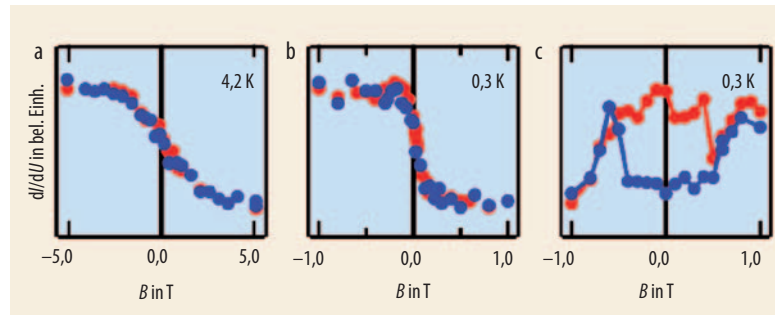 a
b
c
dI/dU in bel. Einh.
4,2 K
0,3 K
0,3 K
–5,0
0,0
5,0
–1,0
0,0
1,0
–1,0
0,0
1,0
B in T
B in T
B in T